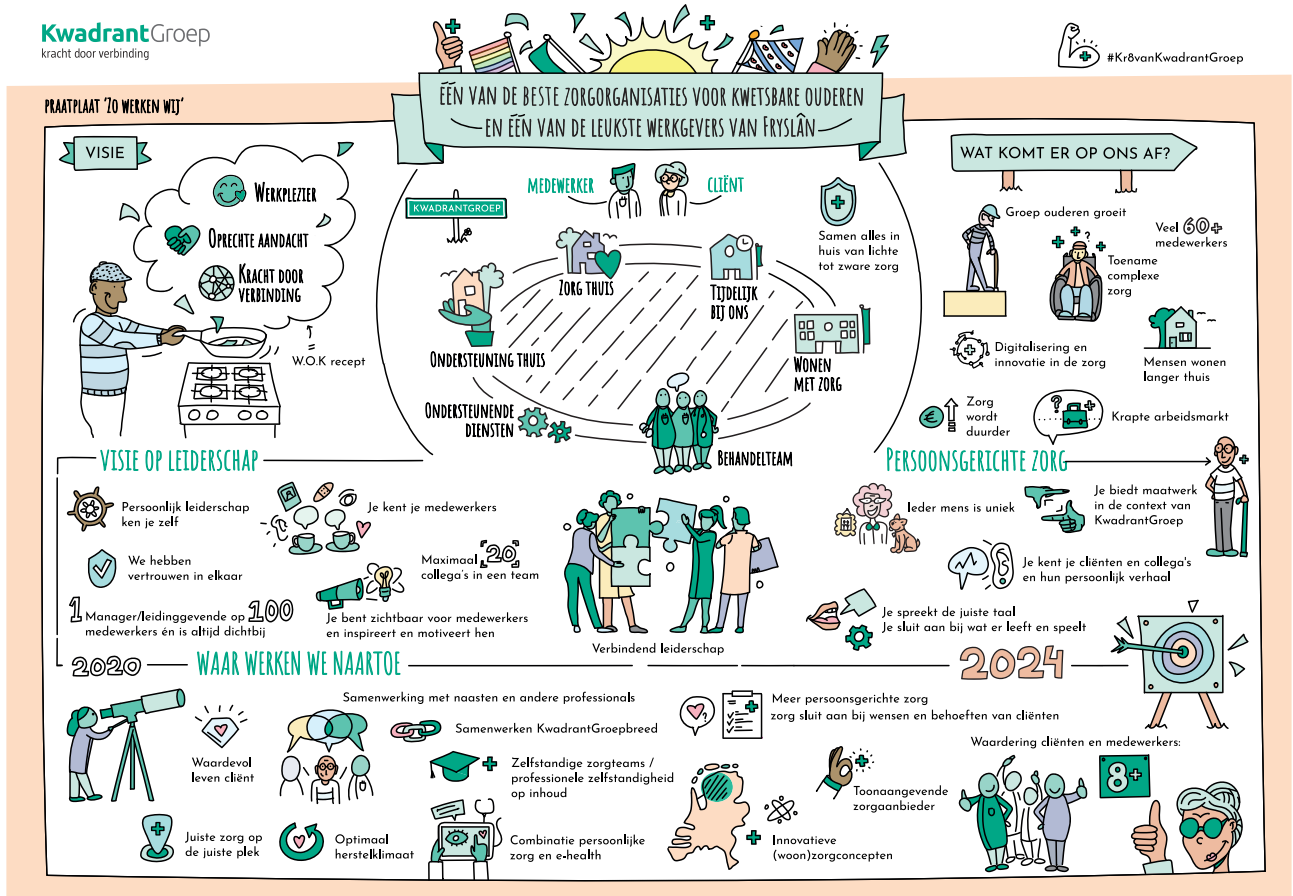 KwadrantGroep
kracht door verbinding
#Kr8vanKwadrantGroep
PRAATPLAAT 'ZO WERKEN WIJ'
ÉÉN VAN DE BESTE ZORGORGANISATIES VOOR KWETSBARE OUDEREN
EN ÉÉN VAN DE LEUKSTE WERKGEVERS VAN FRYSLÂN
VISIE
WERKPLEZIER
OPRECHTE AANDACHT
KRACHT DOOR
VERBINDING
=
W.O.K recept
MEDEWERKER
CLIËNT
KWADRANTGROEP
Samen alles in
huis van lichte
tot zware zorg
ZORG THUIS
TIJDELIJK
BIJ ONS
ONDERSTEUNING THUIS
WONEN
MET ZORG
ONDERSTEUNENDE
DIENSTEN
BEHANDELTEAM
WAT KOMT ER OP ONS AF?
Groep ouderen groeit
Veel 60+
medewerkers
?
Toename
complexe
zorg
Digitalisering en
innovatie in de zorg
Mensen wonen
langer thuis
€
Zorg
wordt
duurder
?
Krapte arbeidsmarkt
VISIE OP LEIDERSCHAP
Persoonlijk leiderschap
ken je zelf
Je kent je medewerkers
We hebben
vertrouwen in elkaar
Maximaal 20
collega's in een team
1 Manager/leidinggevende op 100
medewerkers én is altijd dichtbij
Je bent zichtbaar voor medewerkers
en inspireert en motiveert hen
Verbindend leiderschap
PERSOONSGERICHTE ZORG
Ieder mens is uniek
Je biedt maatwerk
in de context van
KwadrantGroep
Je kent je cliënten en collega's
en hun persoonlijk verhaal
Je spreekt de juiste taal
Je sluit aan bij wat er leeft en speelt
2020
WAAR WERKEN WE NAARTOE
2024
Waardevol
leven cliënt
Samenwerking met naasten en andere professionals
Samenwerken KwadrantGroepbreed
Zelfstandige zorgteams /
professionele zelfstandigheid
op inhoud
Juiste zorg op
de juiste plek
Optimaal
herstelklimaat
Combinatie persoonlijke
zorg en e-health
?
Meer persoonsgerichte zorg
zorg sluit aan bij wensen en behoeften van cliënten
Toonaangevende
zorgaanbieder
Innovatieve
(woon)zorgconcepten
Waardering cliënten en medewerkers:
8+